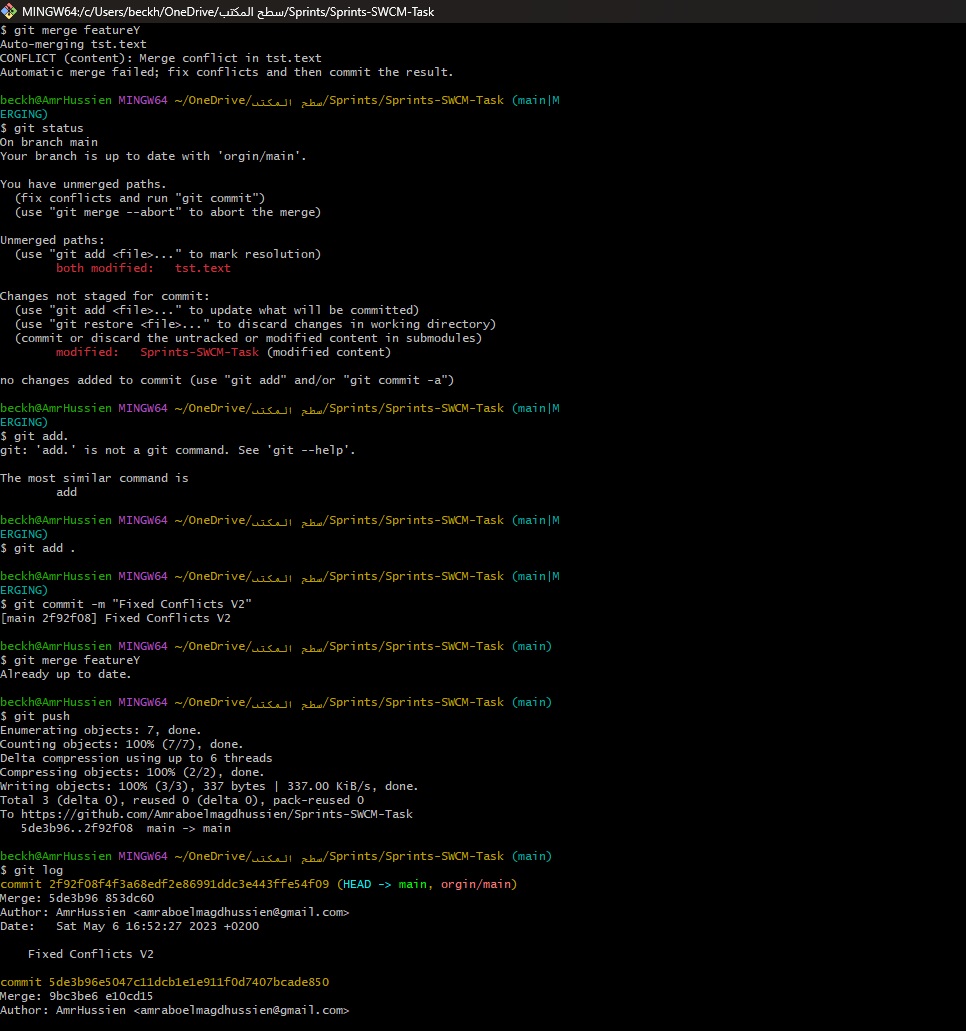 MINGW64:/c/Users/beckh/OneDrive/سطح المكتب/Sprints/Sprints-SWCM-Task
$ git merge featureY
Auto-merging tst.text
CONFLICT (content): Merge conflict in tst.text
Automatic merge failed; fix conflicts and then commit the result.
beckh@AmrHussien MINGW64 ~/OneDrive/سطح المكتب/Sprints/Sprints-SWCM-Task (main|M
ERGING)
$ git status
On branch main
Your branch is up to date with 'orgin/main'.
You have unmerged paths.
  (fix conflicts and run "git commit")
  (use "git merge --abort" to abort the merge)
Unmerged paths:
  (use "git add <file>..." to mark resolution)
        both modified:   tst.text
Changes not staged for commit:
  (use "git add <file>..." to update what will be committed)
  (use "git restore <file>..." to discard changes in working directory)
  (commit or discard the untracked or modified content in submodules)
        modified:   Sprints-SWCM-Task (modified content)
no changes added to commit (use "git add" and/or "git commit -a")
beckh@AmrHussien MINGW64 ~/OneDrive/سطح المكتب/Sprints/Sprints-SWCM-Task (main|M
ERGING)
$ git add.
git: 'add.' is not a git command. See 'git --help'.
The most similar command is
        add
beckh@AmrHussien MINGW64 ~/OneDrive/سطح المكتب/Sprints/Sprints-SWCM-Task (main|M
ERGING)
$ git add .
beckh@AmrHussien MINGW64 ~/OneDrive/سطح المكتب/Sprints/Sprints-SWCM-Task (main|M
ERGING)
$ git commit -m "Fixed Conflicts V2"
[main 2f92f08] Fixed Conflicts V2
beckh@AmrHussien MINGW64 ~/OneDrive/سطح المكتب/Sprints/Sprints-SWCM-Task (main)
$ git merge featureY
Already up to date.
beckh@AmrHussien MINGW64 ~/OneDrive/سطح المكتب/Sprints/Sprints-SWCM-Task (main)
$ git push
Enumerating objects: 7, done.
Counting objects: 100% (7/7), done.
Delta compression using up to 6 threads
Compressing objects: 100% (2/2), done.
Writing objects: 100% (3/3), 337 bytes | 337.00 KiB/s, done.
Total 3 (delta 0), reused 0 (delta 0), pack-reused 0
To https://github.com/Amraboelmagdhussien/Sprints-SWCM-Task
   5de3b96..2f92f08  main -> main
beckh@AmrHussien MINGW64 ~/OneDrive/سطح المكتب/Sprints/Sprints-SWCM-Task (main)
$ git log
commit 2f92f08f4f3a68edf2e86991ddc3e443ffe54f09 (HEAD -> main, orgin/main)
Merge: 5de3b96 853dc60
Author: AmrHussien <amraboelmagdhussien@gmail.com>
Date:   Sat May 6 16:52:27 2023 +0200
    Fixed Conflicts V2
commit 5de3b96e5047c11dcb1e1e911f0d7407bcade850
Merge: 9bc3be6 e10cd15
Author: AmrHussien <amraboelmagdhussien@gmail.com>